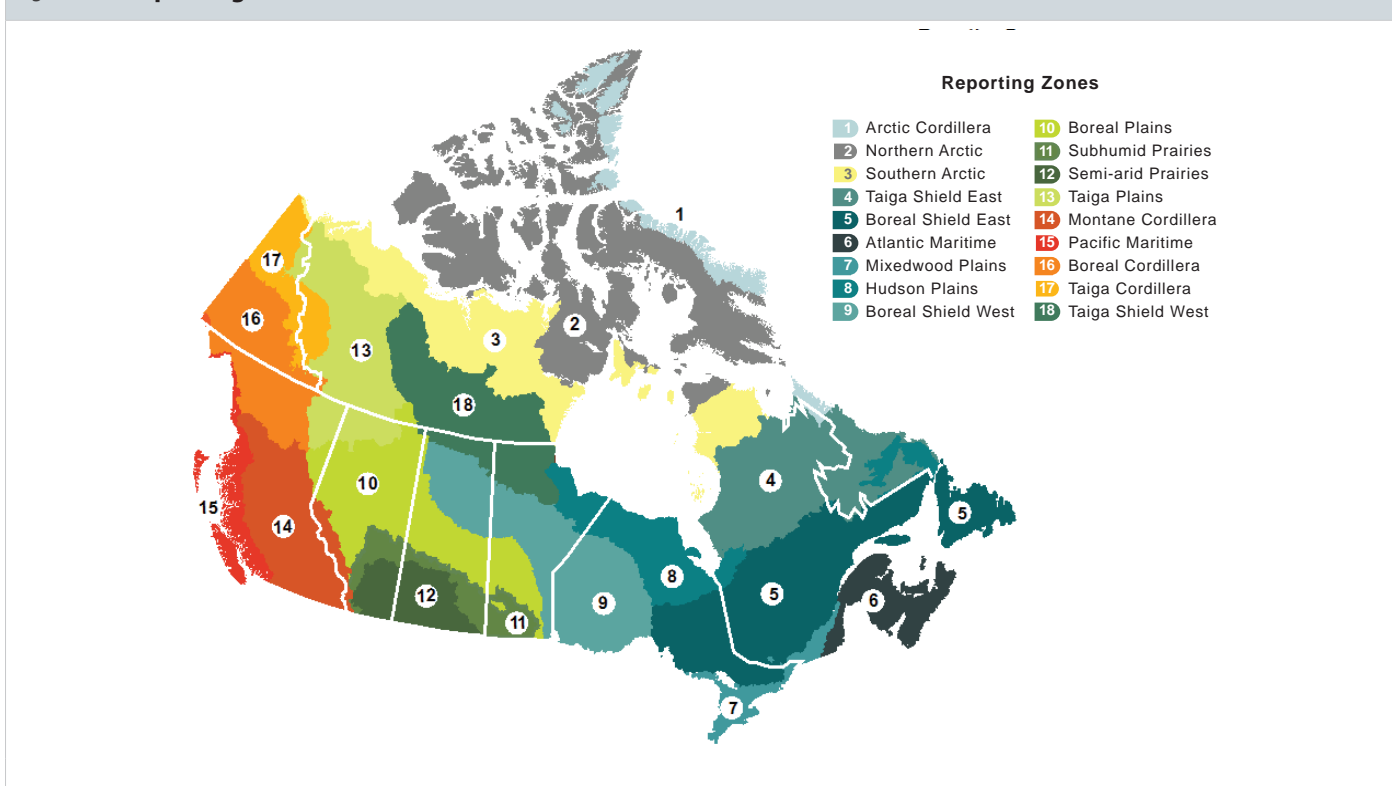 Reporting Zones
1 Arctic Cordillera
2 Northern Arctic
3 Southern Arctic
4 Taiga Shield East
5 Boreal Shield East
6 Atlantic Maritime
7 Mixedwood Plains
8 Hudson Plains
9 Boreal Shield West
10 Boreal Plains
11 Subhumid Prairies
12 Semi-arid Prairies
13 Taiga Plains
14 Montane Cordillera
15 Pacific Maritime
16 Boreal Cordillera
17 Taiga Cordillera
18 Taiga Shield West
1
17
16
2
3
13
18
4
10
15
5
14
8
5
12
9
6
11
7